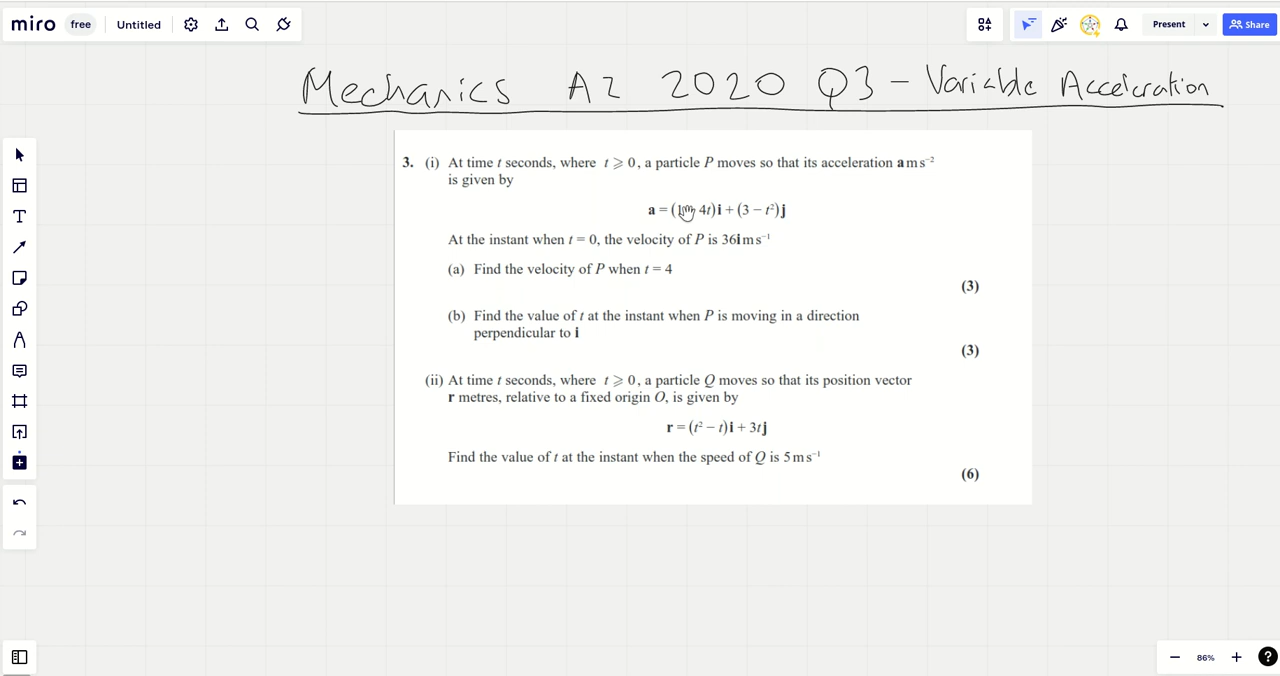 miro free Untitled Present Share
Mechanics A2 2020 Q3 - Variable Acceleration
3. (i) At time t seconds, where t ⩾ 0, a particle P moves so that its acceleration a m s⁻²
is given by
a = (1 4t)i + (3 − t²)j
At the instant when t = 0, the velocity of P is 36i m s⁻¹
(a) Find the velocity of P when t = 4
(3)
(b) Find the value of t at the instant when P is moving in a direction
perpendicular to i
(3)
(ii) At time t seconds, where t ⩾ 0, a particle Q moves so that its position vector
r metres, relative to a fixed origin O, is given by
r = (t² − t)i + 3tj
Find the value of t at the instant when the speed of Q is 5 m s⁻¹
(6)
86%